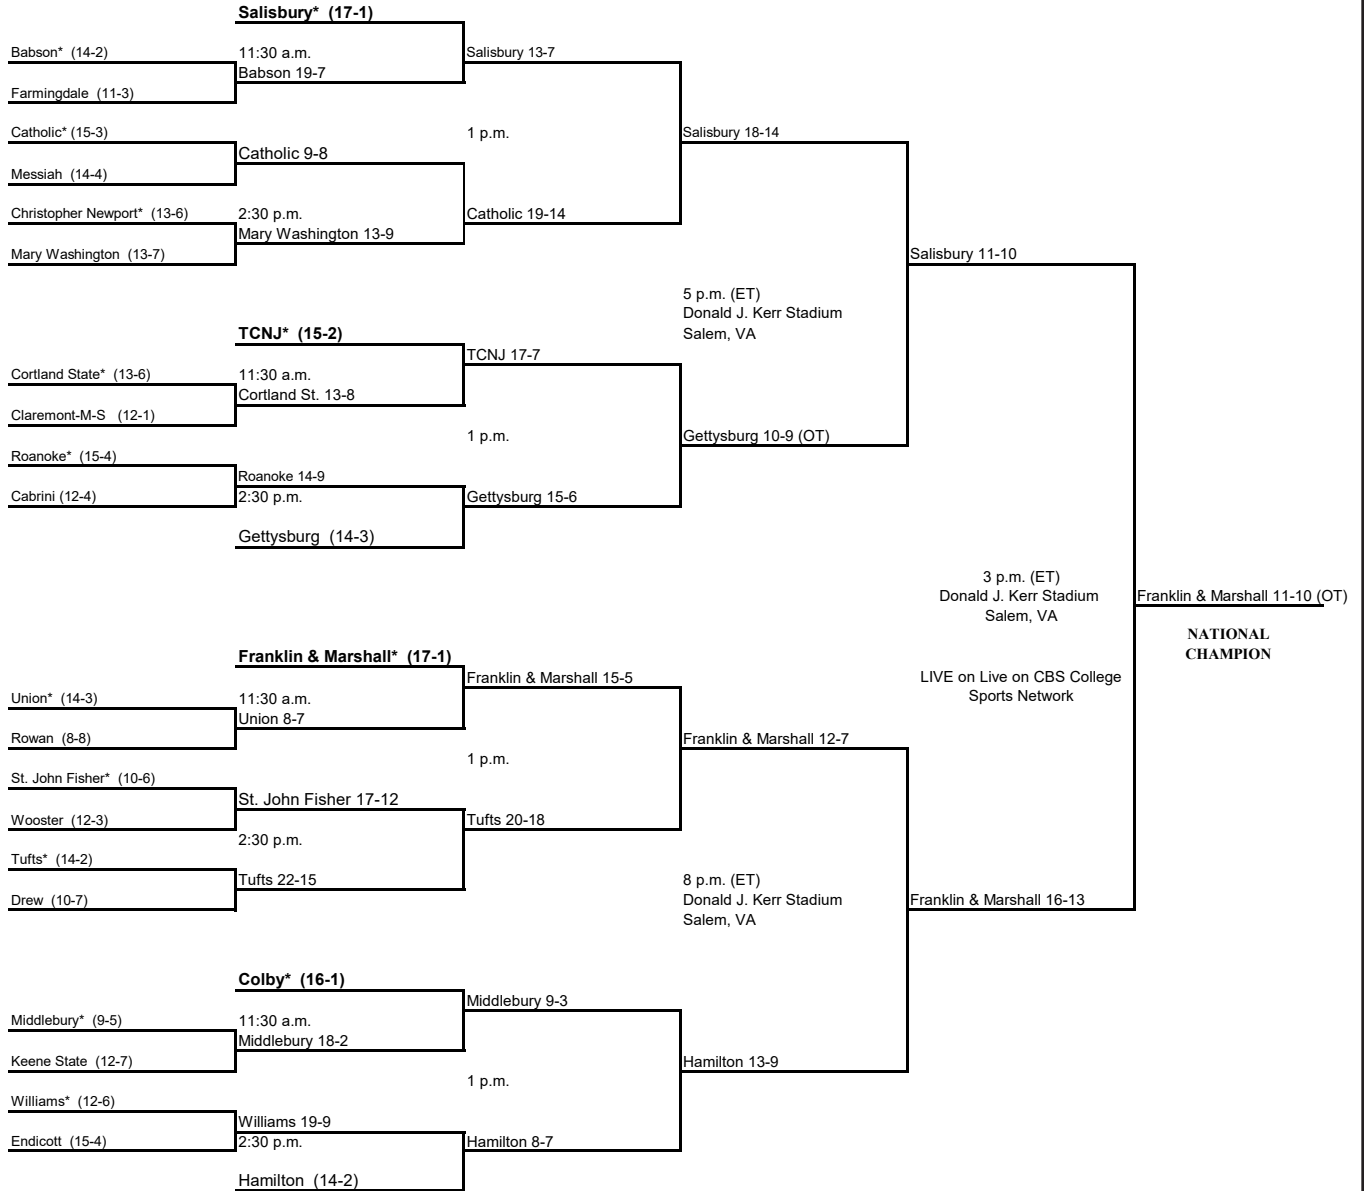 Salisbury* (17-1)
Babson* (14-2)
11:30 a.m.
Salisbury 13-7
Babson 19-7
Farmingdale (11-3)
Catholic* (15-3)
1 p.m.
Salisbury 18-14
Catholic 9-8
Messiah (14-4)
Christopher Newport* (13-6)
2:30 p.m.
Catholic 19-14
Mary Washington 13-9
Mary Washington (13-7)
Salisbury 11-10
5 p.m. (ET)
Donald J. Kerr Stadium
Salem, VA
TCNJ* (15-2)
TCNJ 17-7
Cortland State* (13-6)
11:30 a.m.
Cortland St. 13-8
Claremont-M-S (12-1)
1 p.m.
Gettysburg 10-9 (OT)
Roanoke* (15-4)
Roanoke 14-9
Cabrini (12-4)
2:30 p.m.
Gettysburg 15-6
Gettysburg (14-3)
3 p.m. (ET)
Donald J. Kerr Stadium
Salem, VA
Franklin & Marshall 11-10 (OT)
NATIONAL
CHAMPION
LIVE on Live on CBS College
Sports Network
Franklin & Marshall* (17-1)
Franklin & Marshall 15-5
Union* (14-3)
11:30 a.m.
Union 8-7
Rowan (8-8)
Franklin & Marshall 12-7
1 p.m.
St. John Fisher* (10-6)
St. John Fisher 17-12
Wooster (12-3)
Tufts 20-18
2:30 p.m.
Tufts* (14-2)
Tufts 22-15
Drew (10-7)
8 p.m. (ET)
Donald J. Kerr Stadium
Salem, VA
Franklin & Marshall 16-13
Colby* (16-1)
Middlebury 9-3
Middlebury* (9-5)
11:30 a.m.
Middlebury 18-2
Keene State (12-7)
Hamilton 13-9
1 p.m.
Williams* (12-6)
Williams 19-9
Endicott (15-4)
2:30 p.m.
Hamilton 8-7
Hamilton (14-2)